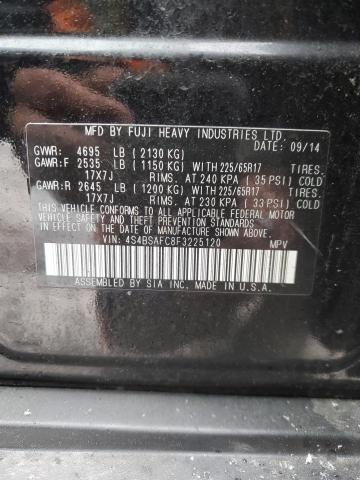 MFD BY FUJI HEAVY INDUSTRIES LTD.
DATE: 09/14
GVWR: 4695 LB (2130 KG)
GAWR:F 2535 LB (1150 KG) WITH 225/65R17 TIRES.
17X7J RIMS. AT 240 KPA (35 PSI) COLD
GAWR:R 2645 LB (1200 KG) WITH 225/65R17 TIRES.
17X7J RIMS. AT 230 KPA (33 PSI) COLD
THIS VEHICLE CONFORMS TO ALL APPLICABLE FEDERAL MOTOR
VEHICLE SAFETY, BUMPER, AND THEFT PREVENTION STANDARDS
IN EFFECT ON THE DATE OF MANUFACTURE SHOWN ABOVE.
VIN: 4S4BSAFC8F3225120 MPV
ASSEMBLED BY SIA INC. MADE IN U.S.A.